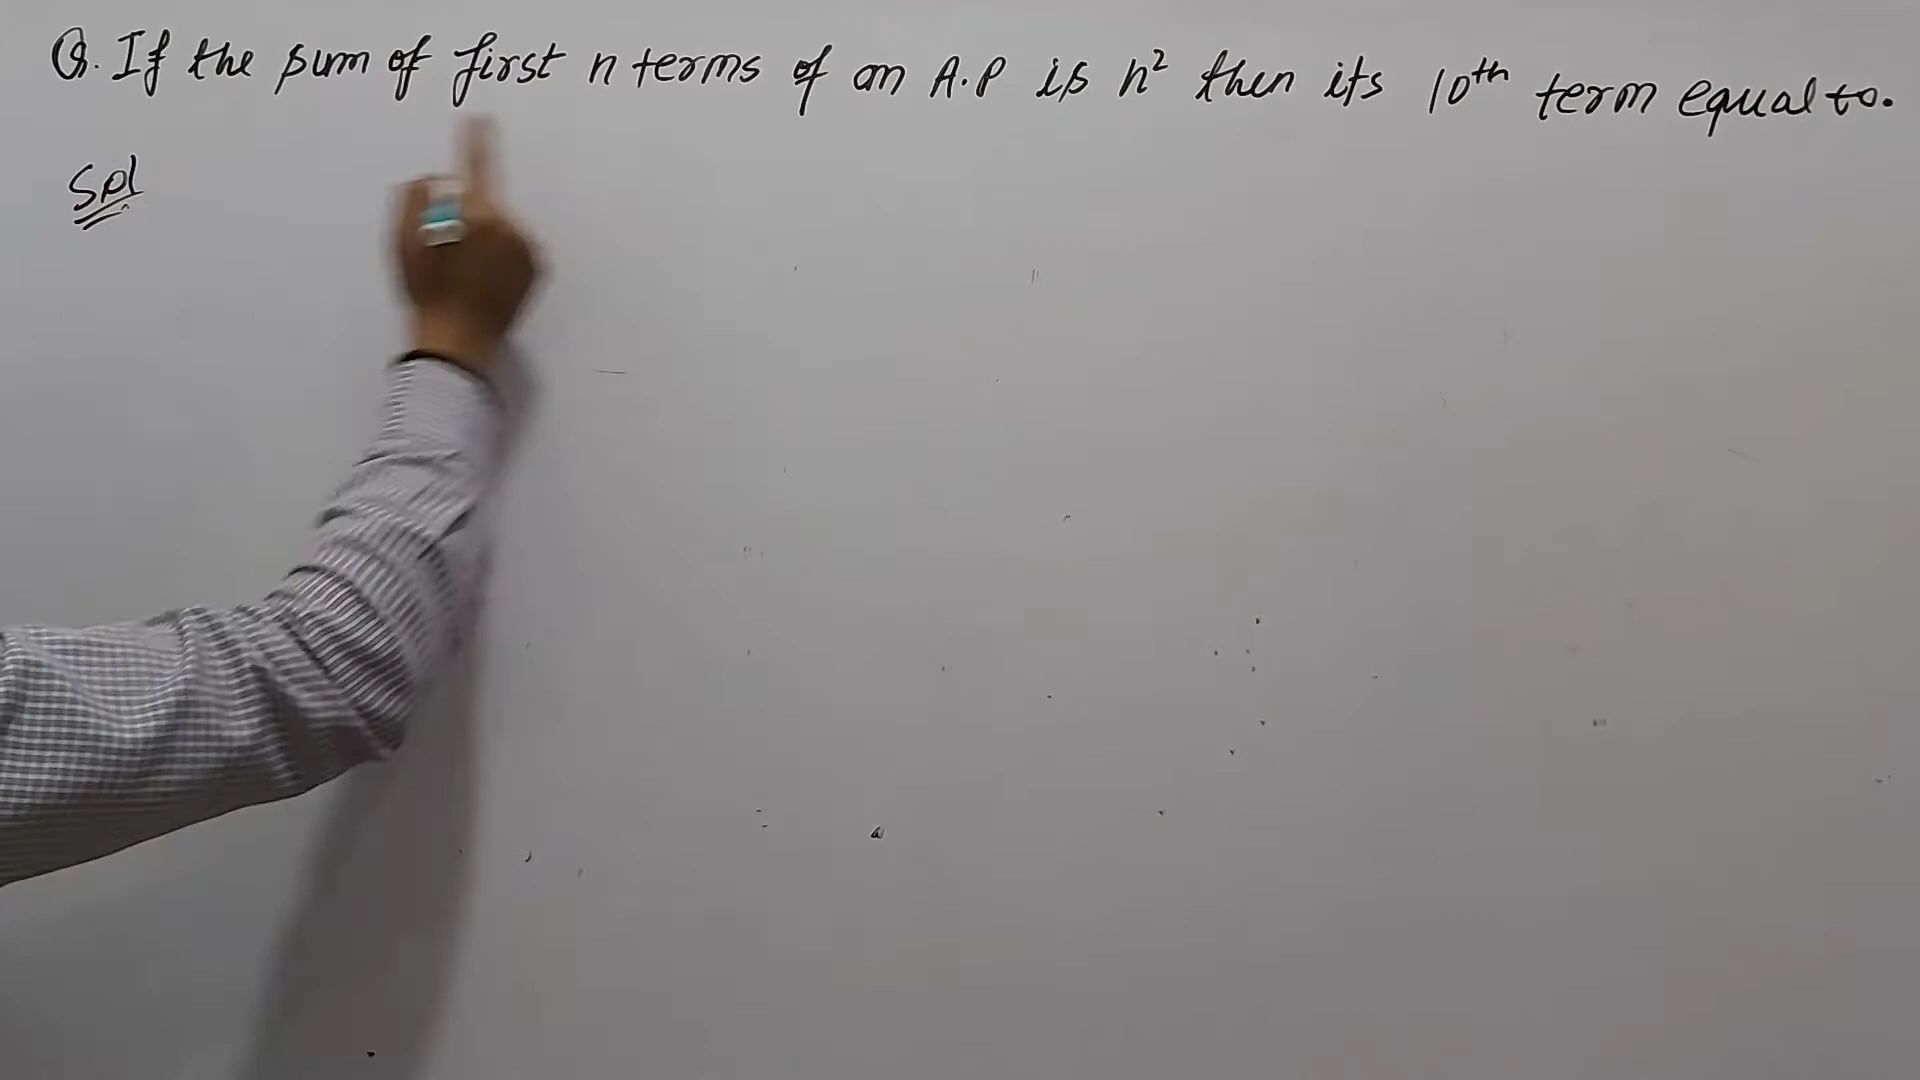 Q. If the sum of first n terms of an A.P is n² then its 10th term equal to.
Sol